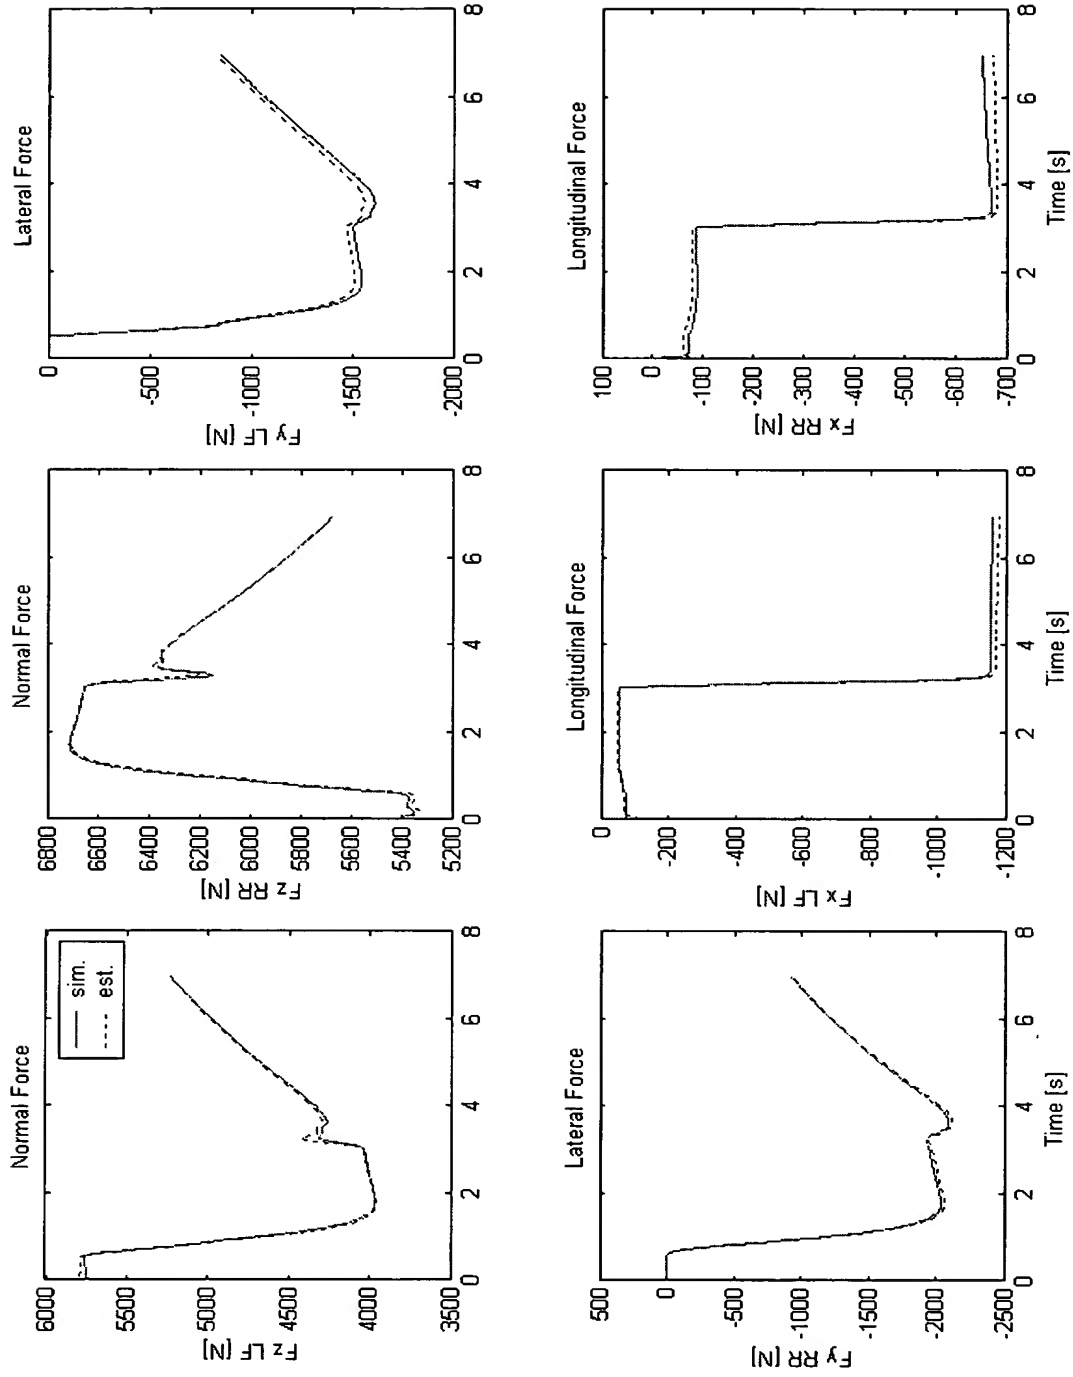 Normal Force
Fz LF [N]
6000
5500
5000
4500
4000
3500
0 2 4 6 8
sim.
est.
Normal Force
Fz RR [N]
6800
6600
6400
6200
6000
5800
5600
5400
5200
0 2 4 6 8
Lateral Force
Fy LF [N]
0
-500
-1000
-1500
-2000
0 2 4 6 8
Lateral Force
Fy RR [N]
500
0
-500
-1000
-1500
-2000
-2500
0 2 4 6 8
Time [s]
Longitudinal Force
Fx LF [N]
0
-200
-400
-600
-800
-1000
-1200
0 2 4 6 8
Time [s]
Longitudinal Force
Fx RR [N]
100
0
-100
-200
-300
-400
-500
-600
-700
0 2 4 6 8
Time [s]